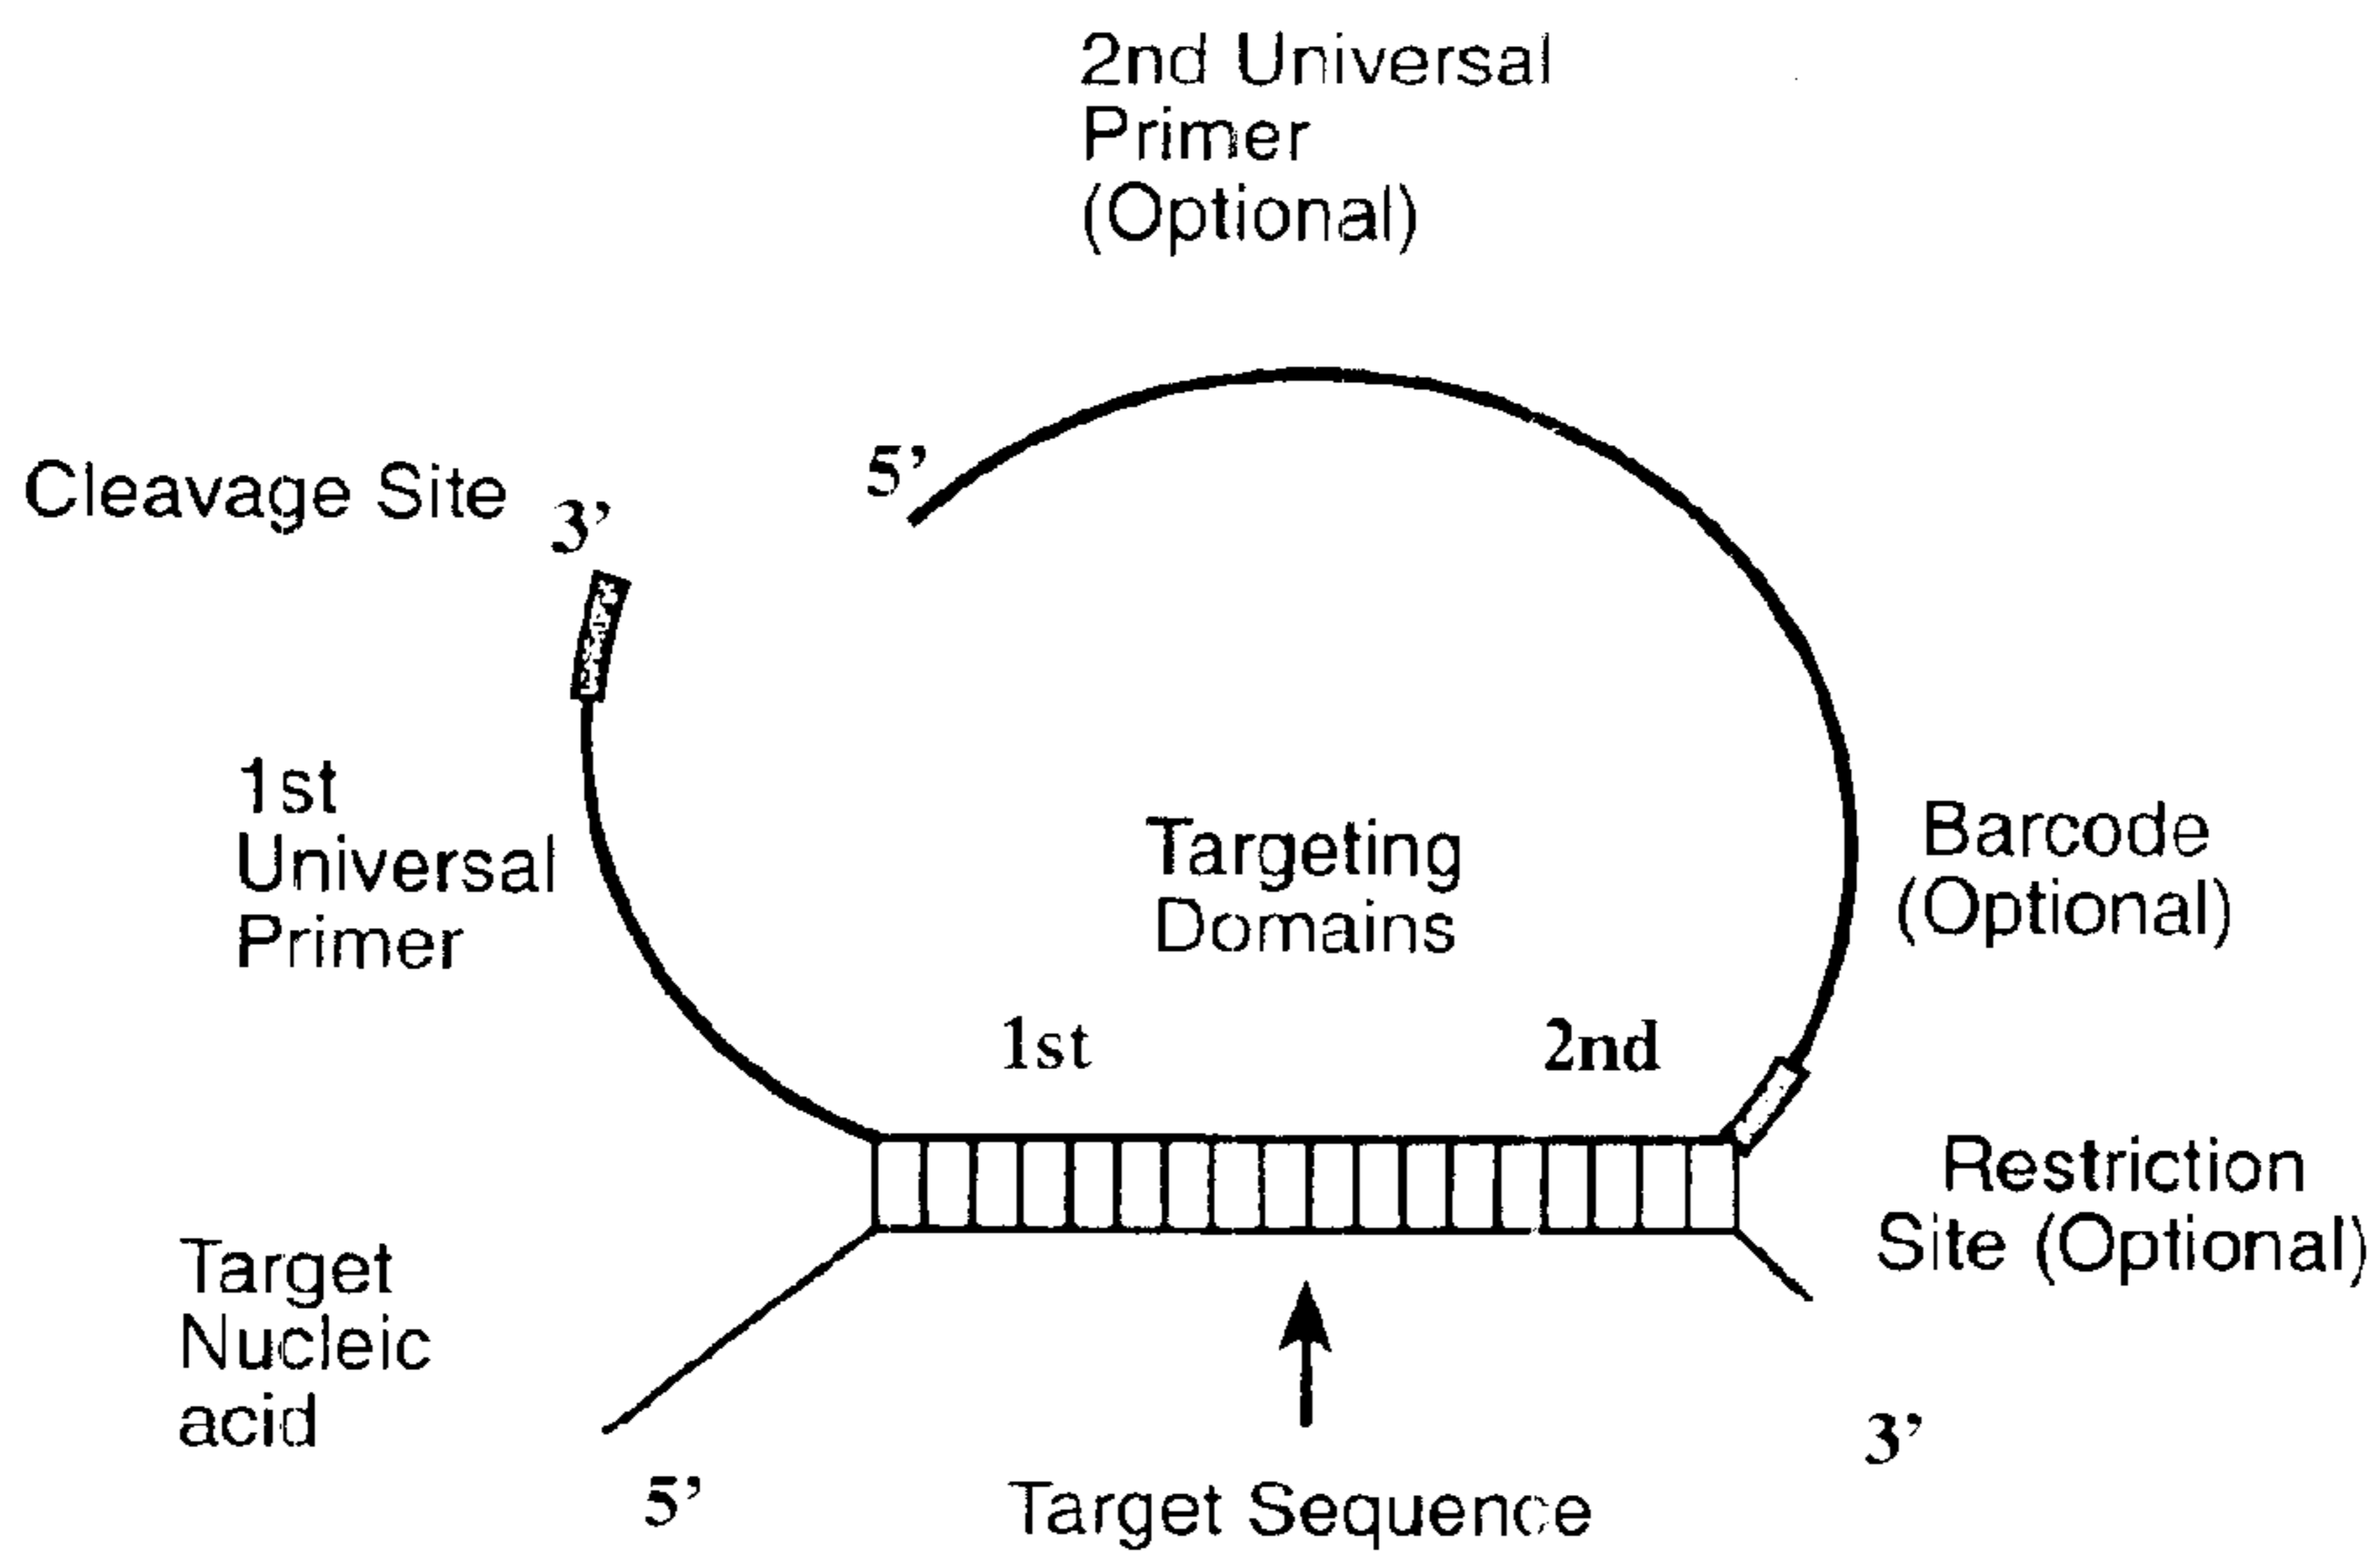 2nd Universal
Primer
(Optional)
5’
Cleavage Site 3’
1st
Universal
Primer
Targeting
Domains
Barcode
(Optional)
1st 2nd
Restriction
Site (Optional)
Target
Nucleic
acid
3’
5’
Target Sequence